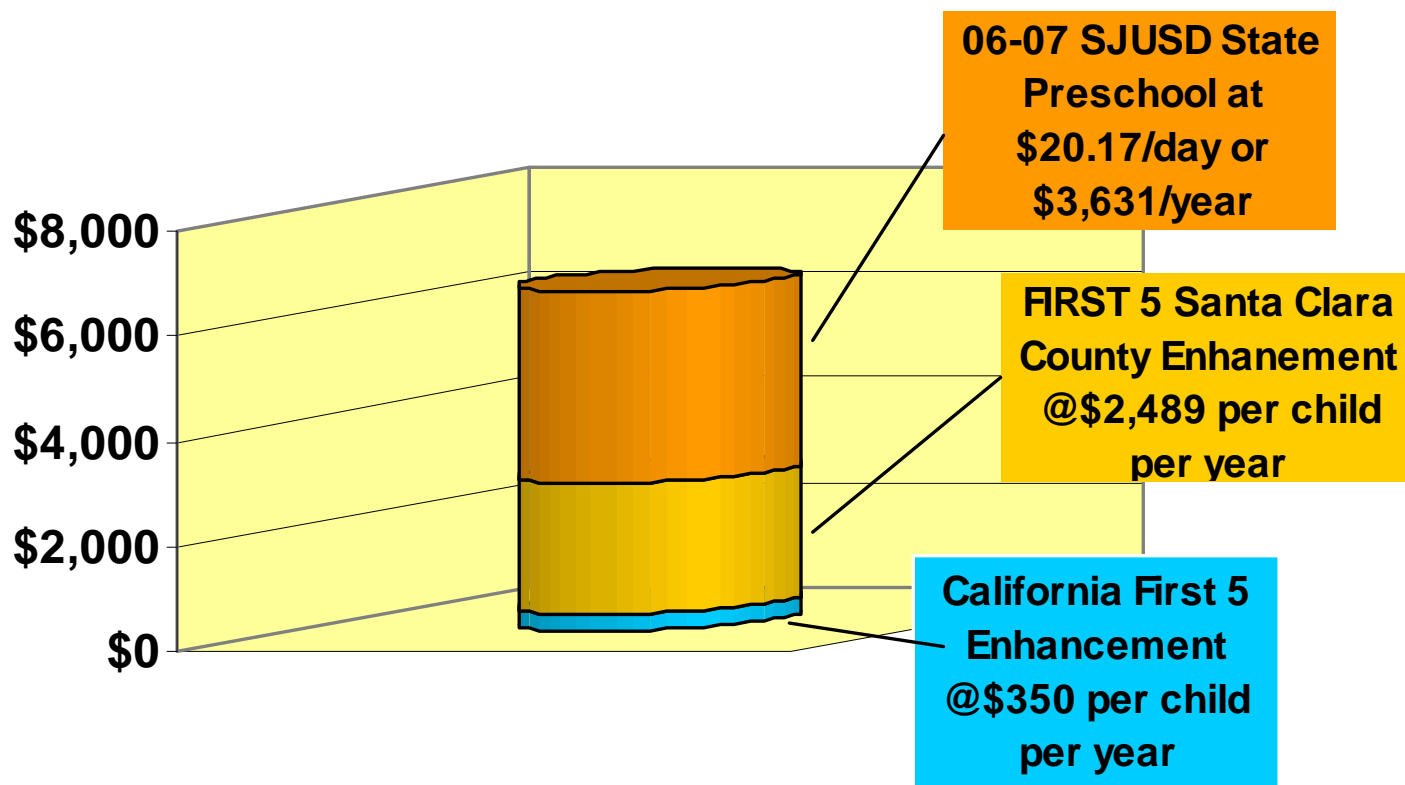 06-07 SJUSD State
Preschool at
$20.17/day or
$3,631/year
$8,000
$6,000
$4,000
$2,000
$0
FIRST 5 Santa Clara
County Enhanement
@$2,489 per child
per year
California First 5
Enhancement
@$350 per child
per year